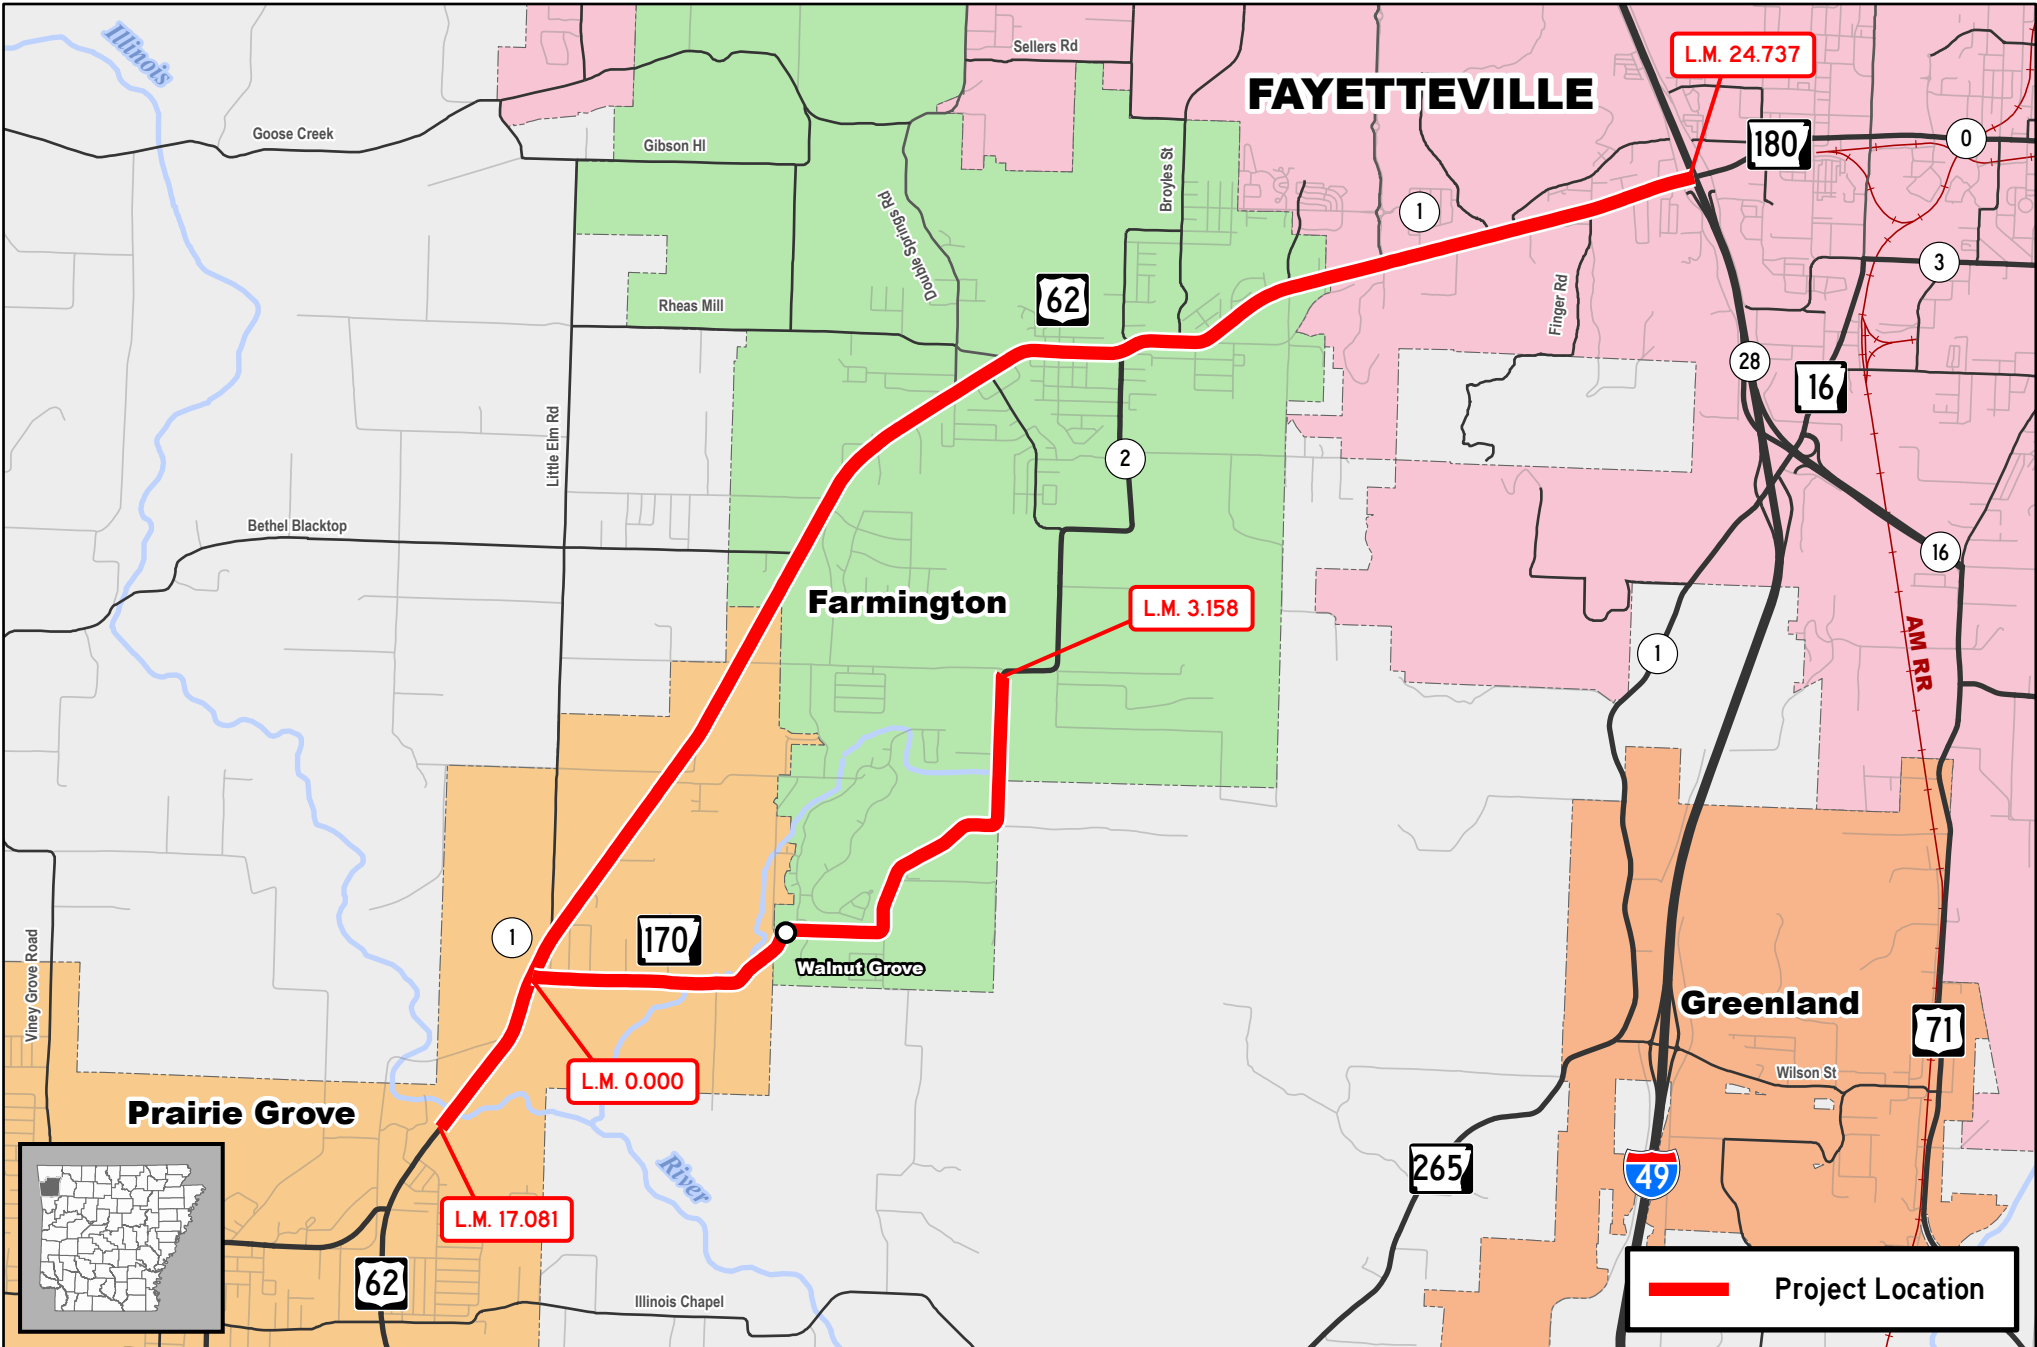 Illinois
Sellers Rd
FAYETTEVILLE
L.M. 24.737
Goose Creek
Gibson Hl
Broyles St
180
0
Double Springs Rd
1
3
Rheas Mill
62
Finger Rd
28
16
Little Elm Rd
2
Bethel Blacktop
16
Farmington
L.M. 3.158
AM RR
1
Viney Grove Road
1
170
Walnut Grove
Greenland
71
L.M. 0.000
Wilson St
Prairie Grove
River
265
49
L.M. 17.081
62
Illinois Chapel
Project Location